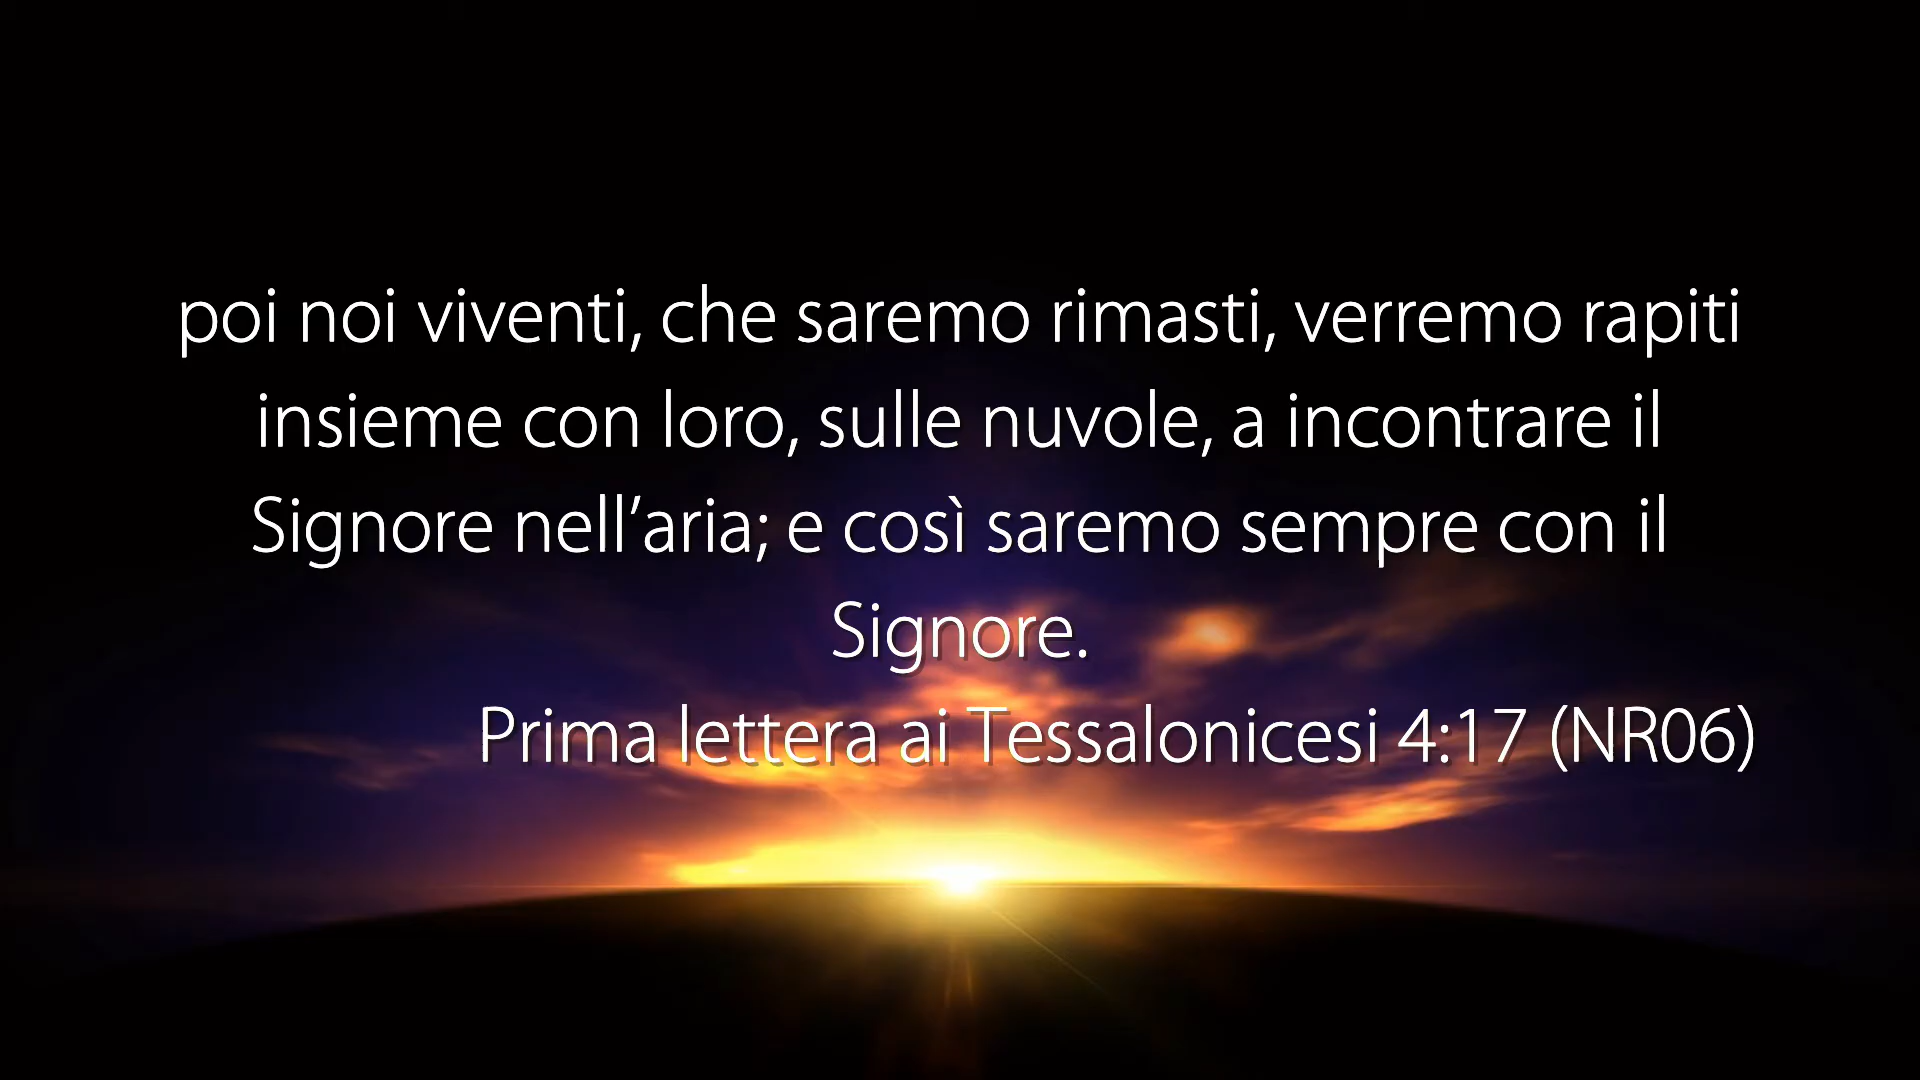 poi noi viventi, che saremo rimasti, verremo rapiti
insieme con loro, sulle nuvole, a incontrare il
Signore nell’aria; e così saremo sempre con il
Signore.
Prima lettera ai Tessalonicesi 4:17 (NR06)